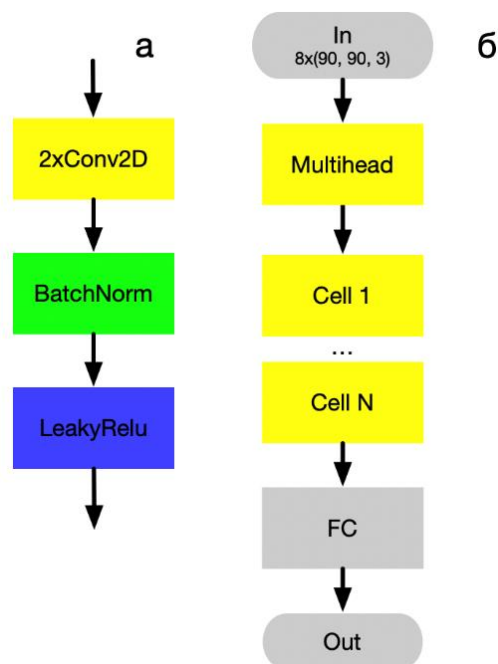 а
2xConv2D
BatchNorm
LeakyRelu
б
In
8x(90, 90, 3)
Multihead
Cell 1
...
Cell N
FC
Out